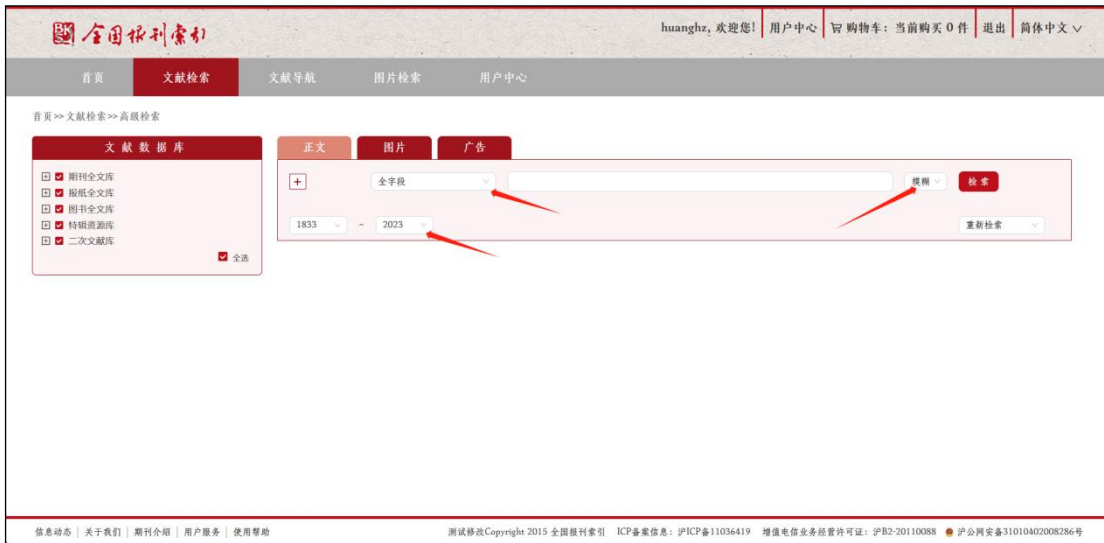 全国报刊索引
huanghz, 欢迎您! 用户中心 购物车: 当前购买 0 件 退出 简体中文
首页 文献检索 文献导航 图片检索 用户中心
首页>>文献检索>>高级检索
文献数据库
期刊全文库
报纸全文库
图书全文库
特辑资源库
二次文献库
全选
正文 图片 广告
全字段 模糊 检索
1833 ~ 2023 重新检索
信息动态 | 关于我们 | 期刊介绍 | 用户服务 | 使用帮助
测试修改Copyright 2015 全国报刊索引 ICP备案信息: 沪ICP备11036419 增值电信业务经营许可证: 沪B2-20110088 沪公网安备31010402008286号